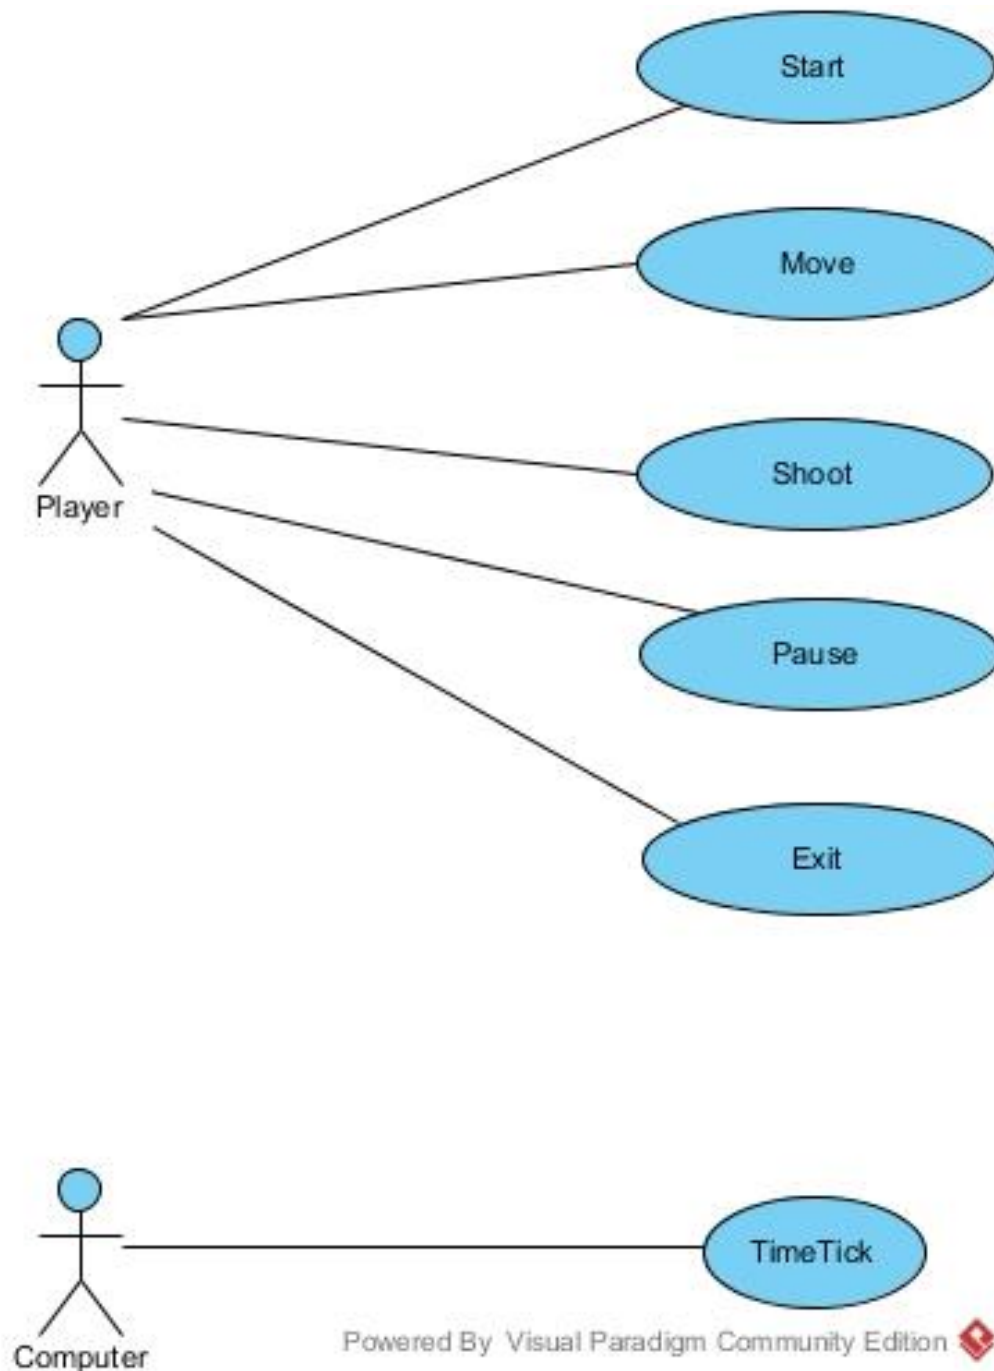 Start
Move
Shoot
Player
Pause
Exit
TimeTick
Powered By Visual Paradigm Community Edition
Computer